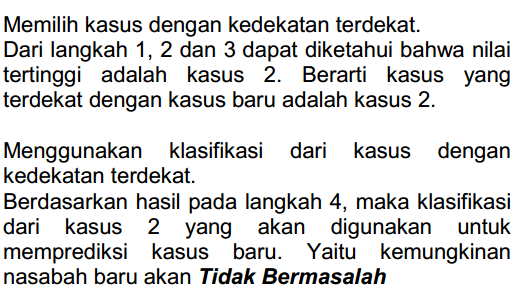 Memilih kasus dengan kedekatan terdekat.
Dari langkah 1, 2 dan 3 dapat diketahui bahwa nilai
tertinggi adalah kasus 2. Berarti kasus yang
terdekat dengan kasus baru adalah kasus 2.

Menggunakan klasifikasi dari kasus dengan
kedekatan terdekat.
Berdasarkan hasil pada langkah 4, maka klasifikasi
dari kasus 2 yang akan digunakan untuk
memprediksi kasus baru. Yaitu kemungkinan
nasabah baru akan Tidak Bermasalah